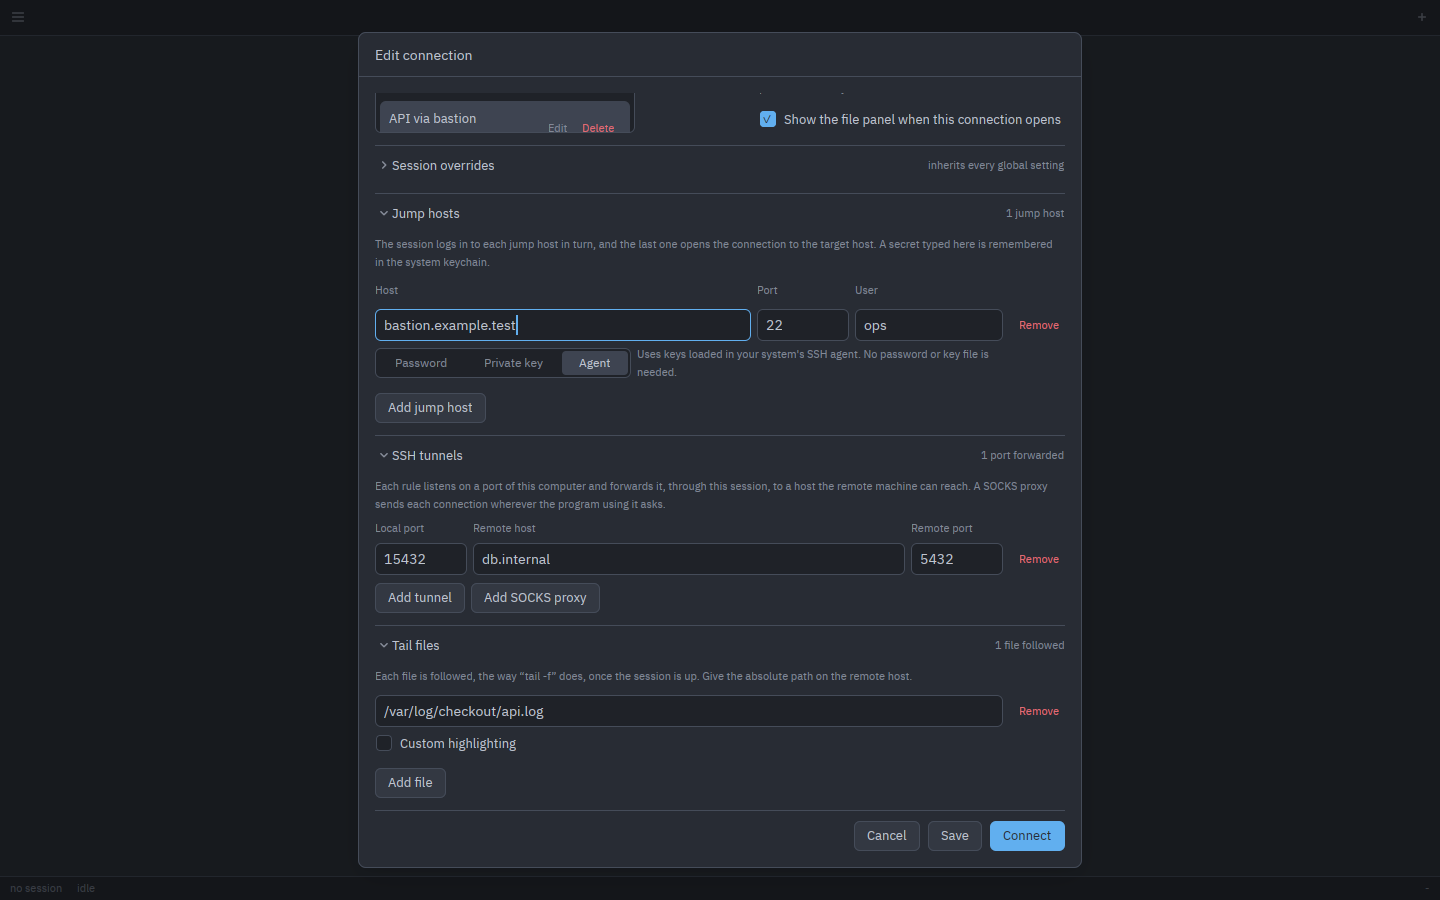 Edit connection
API via bastion
Edit Delete
Show the file panel when this connection opens
Session overrides
inherits every global setting
Jump hosts
1 jump host
The session logs in to each jump host in turn, and the last one opens the connection to the target host. A secret typed here is remembered
in the system keychain.
Host Port User
bastion.example.test 22 ops Remove
Password Private key Agent
Uses keys loaded in your system's SSH agent. No password or key file is
needed.
Add jump host
SSH tunnels
1 port forwarded
Each rule listens on a port of this computer and forwards it, through this session, to a host the remote machine can reach. A SOCKS proxy
sends each connection wherever the program using it asks.
Local port Remote host Remote port
15432 db.internal 5432 Remove
Add tunnel Add SOCKS proxy
Tail files
1 file followed
Each file is followed, the way “tail -f” does, once the session is up. Give the absolute path on the remote host.
/var/log/checkout/api.log Remove
Custom highlighting
Add file
Cancel Save Connect
no session idle -